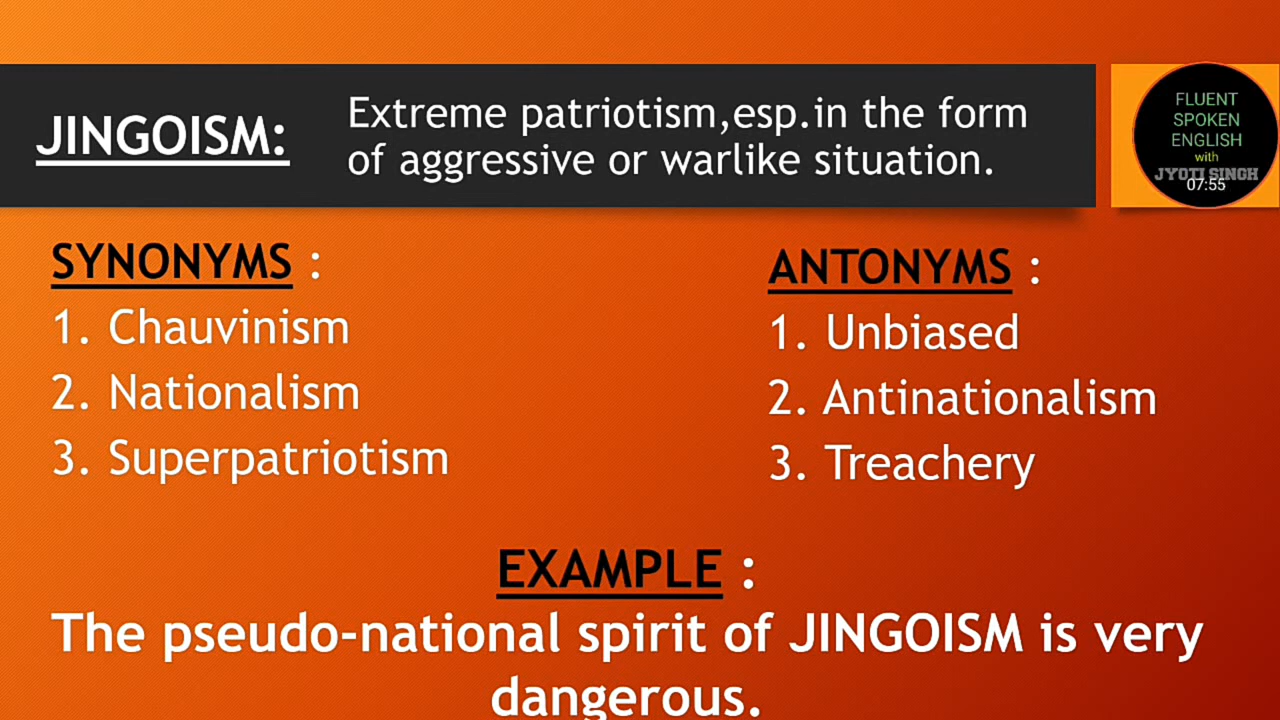 JINGOISM:
Extreme patriotism,esp.in the form
of aggressive or warlike situation.
FLUENT
SPOKEN
ENGLISH
with
JYOTI SINGH
07:55
SYNONYMS :
1. Chauvinism
2. Nationalism
3. Superpatriotism
ANTONYMS :
1. Unbiased
2. Antinationalism
3. Treachery
EXAMPLE :
The pseudo-national spirit of JINGOISM is very
dangerous.